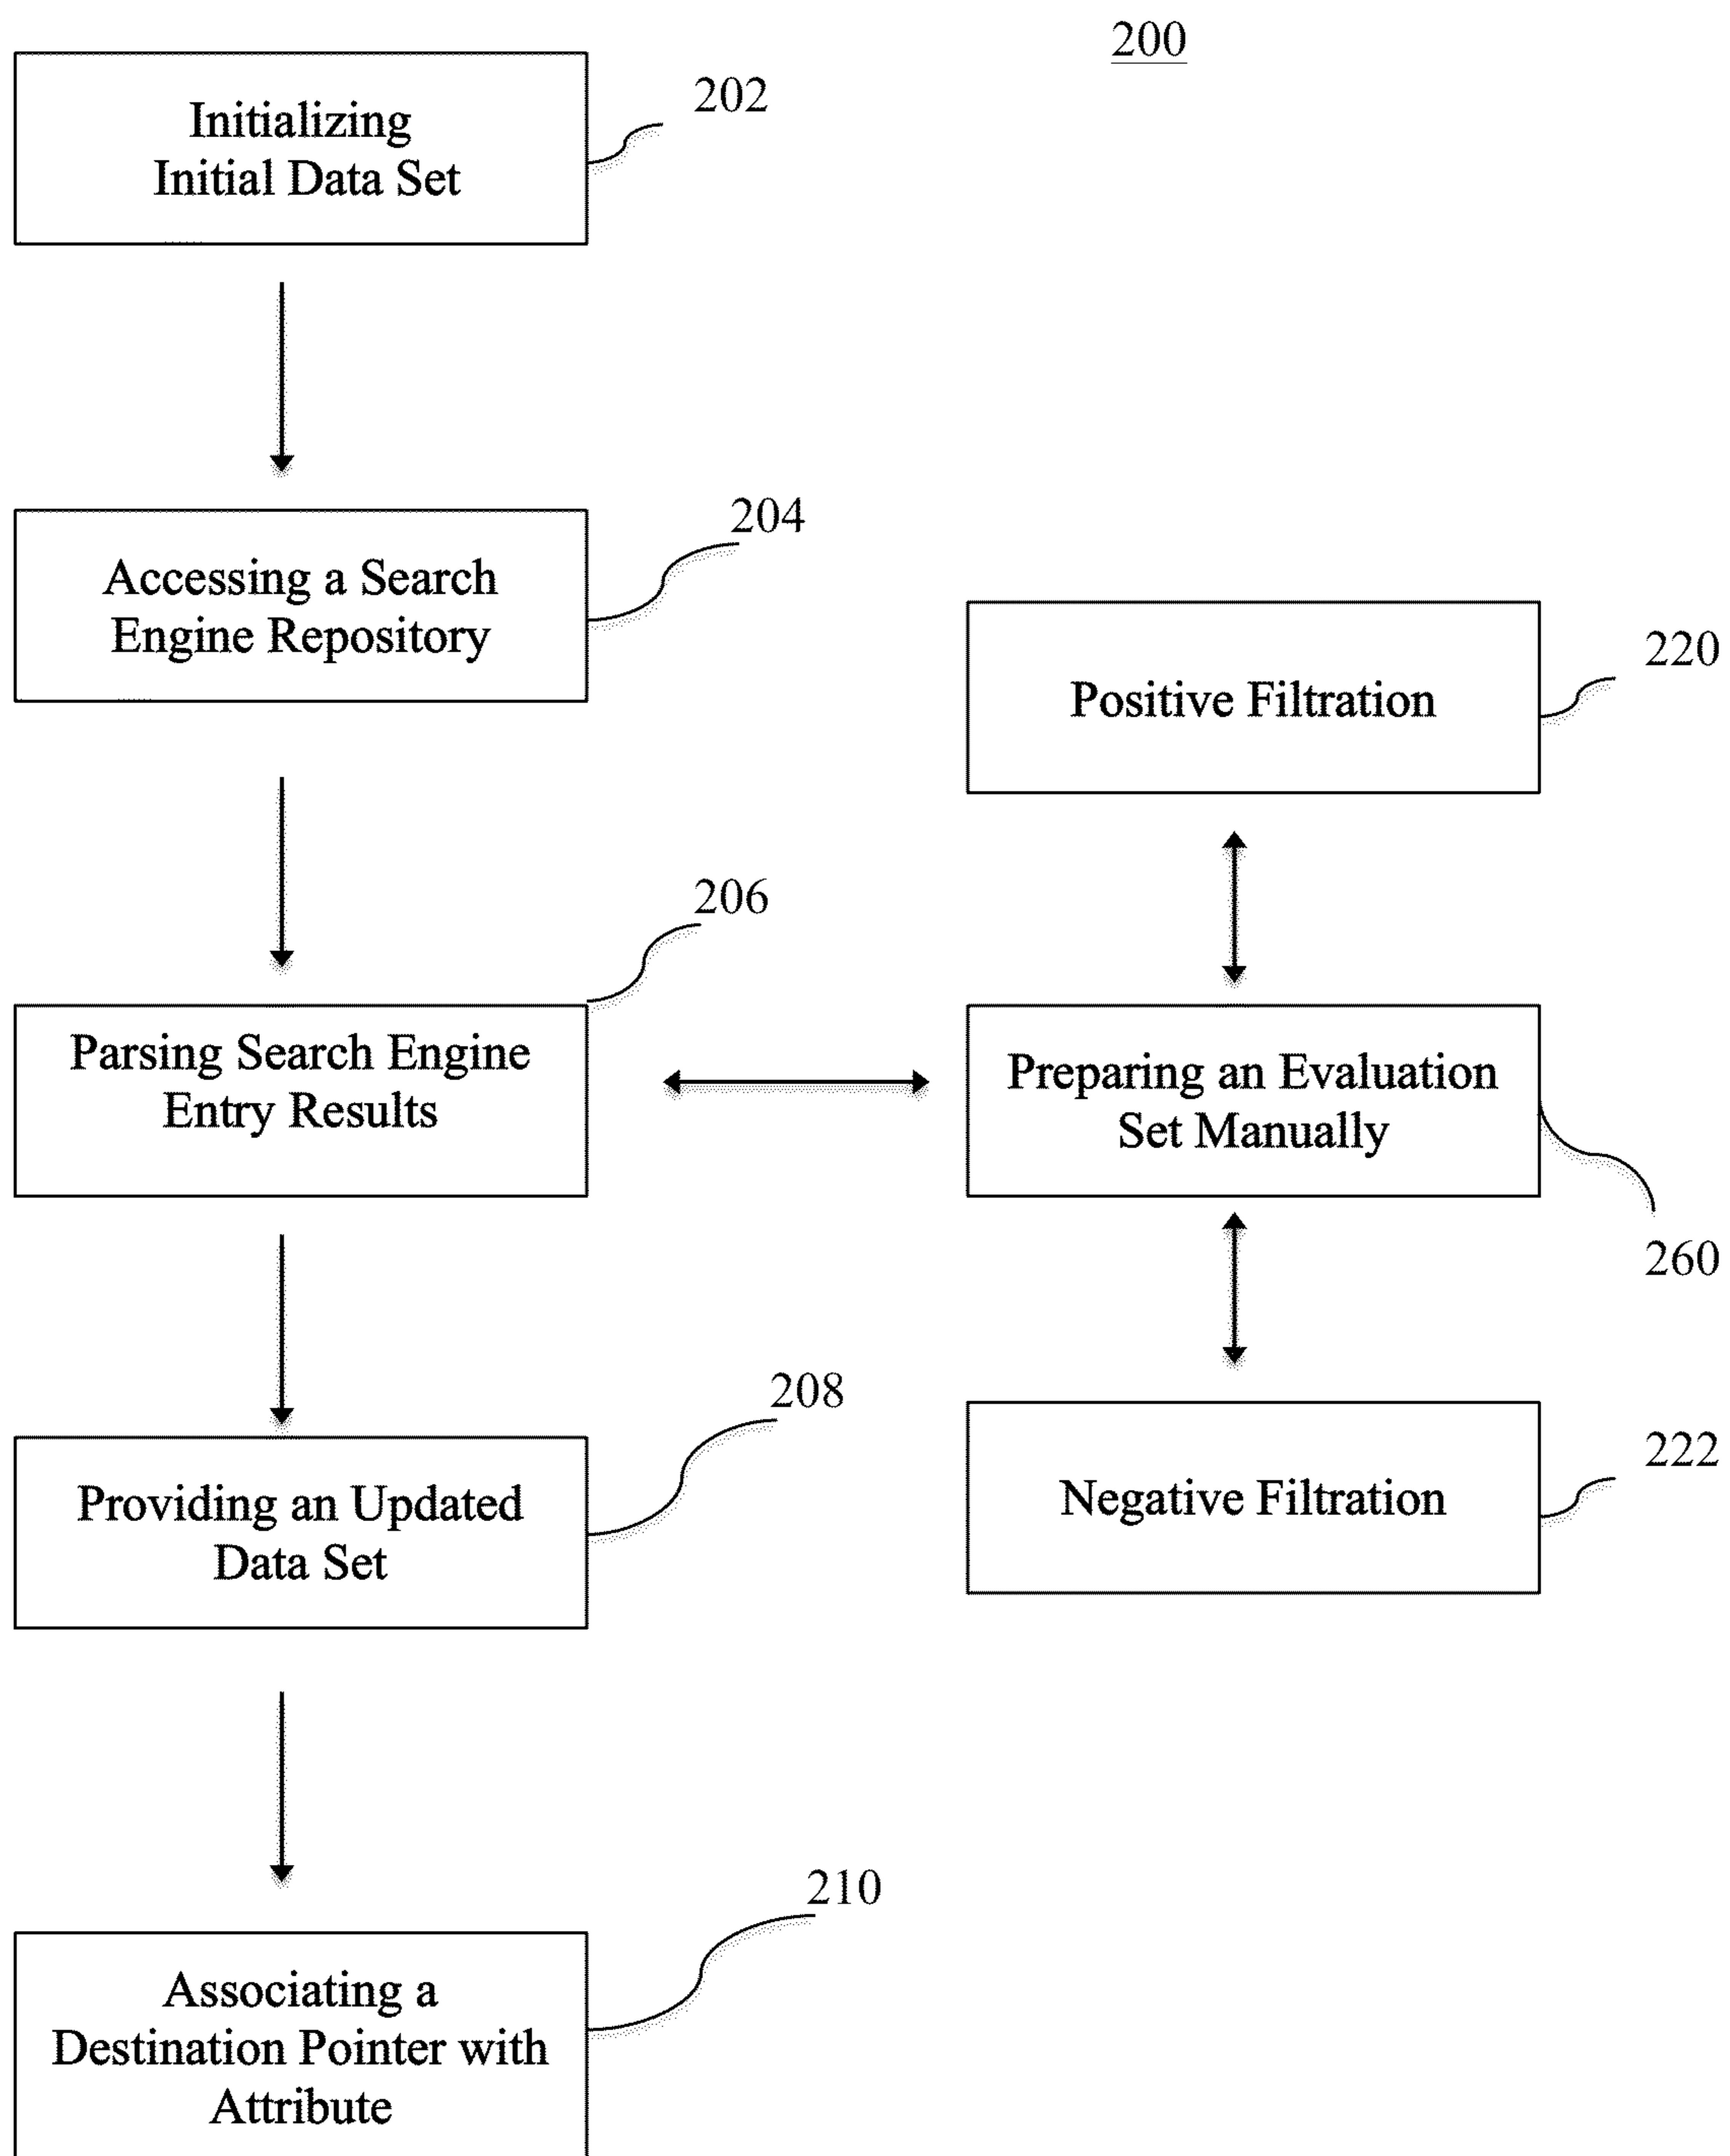 200
Initializing
Initial Data Set
202
Accessing a Search
Engine Repository
204
Positive Filtration
220
Parsing Search Engine
Entry Results
206
Preparing an Evaluation
Set Manually
260
Providing an Updated
Data Set
208
Negative Filtration
222
Associating a
Destination Pointer with
Attribute
210